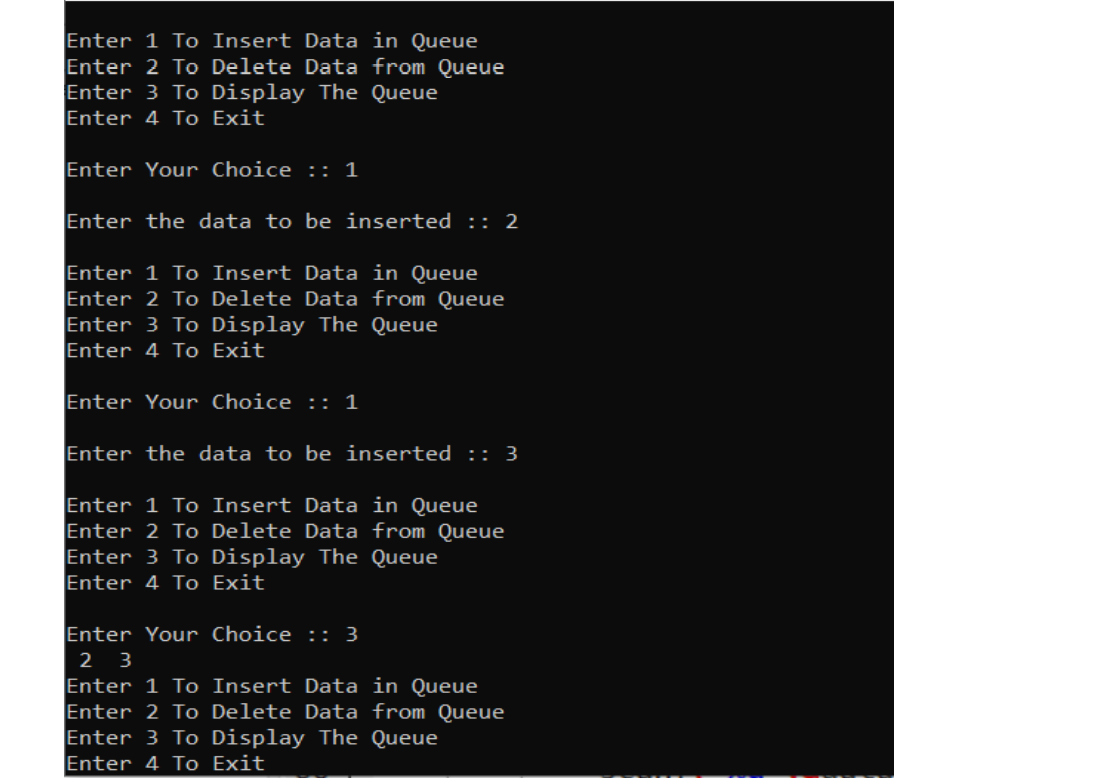 Enter 1 To Insert Data in Queue
Enter 2 To Delete Data from Queue
Enter 3 To Display The Queue
Enter 4 To Exit
Enter Your Choice :: 1
Enter the data to be inserted :: 2
Enter 1 To Insert Data in Queue
Enter 2 To Delete Data from Queue
Enter 3 To Display The Queue
Enter 4 To Exit
Enter Your Choice :: 1
Enter the data to be inserted :: 3
Enter 1 To Insert Data in Queue
Enter 2 To Delete Data from Queue
Enter 3 To Display The Queue
Enter 4 To Exit
Enter Your Choice :: 3
2 3
Enter 1 To Insert Data in Queue
Enter 2 To Delete Data from Queue
Enter 3 To Display The Queue
Enter 4 To Exit